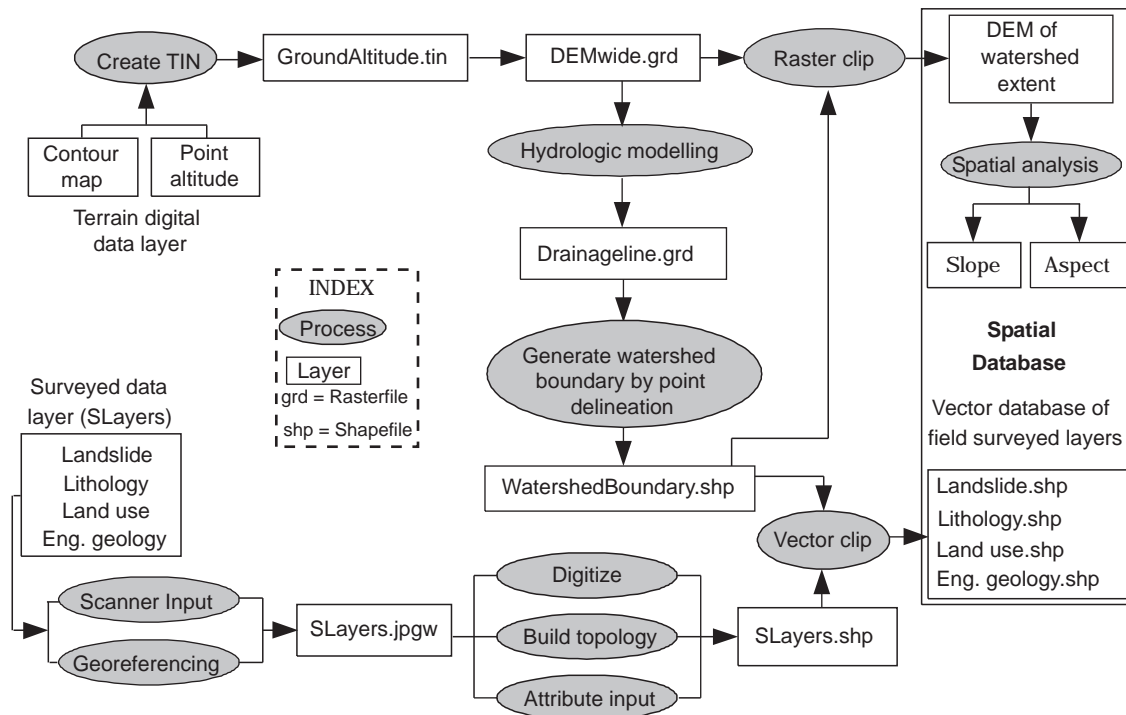 Create TIN
GroundAltitude.tin
DEMwide.grd
Raster clip
DEM of
watershed
extent
Contour
map
Point
altitude
Terrain digital
data layer
Hydrologic modelling
Spatial analysis
Drainageline.grd
Slope
Aspect
INDEX
Process
Layer
grd = Rasterfile
shp = Shapefile
Generate watershed
boundary by point
delineation
Spatial
Database
Surveyed data
layer (SLayers)
Landslide
Lithology
Land use
Eng. geology
WatershedBoundary.shp
Vector clip
Vector database of
field surveyed layers
Landslide.shp
Lithology.shp
Land use.shp
Eng. geology.shp
Scanner Input
Georeferencing
SLayers.jpgw
Digitize
Build topology
Attribute input
SLayers.shp